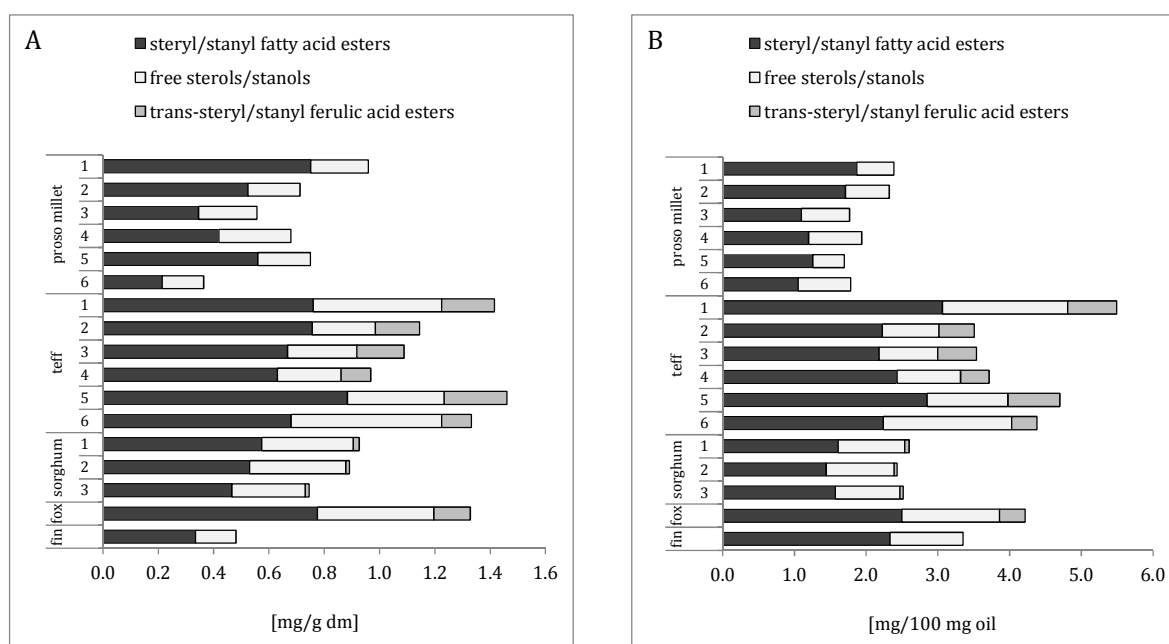 A
steryl/stanyl fatty acid esters
free sterols/stanols
trans-steryl/stanyl ferulic acid esters
proso millet
1
2
3
4
5
6
teff
1
2
3
4
5
6
sorghum
1
2
3
fox
fin
0.0 0.2 0.4 0.6 0.8 1.0 1.2 1.4 1.6
[mg/g dm]
B
steryl/stanyl fatty acid esters
free sterols/stanols
trans-steryl/stanyl ferulic acid esters
proso millet
1
2
3
4
5
6
teff
1
2
3
4
5
6
sorghum
1
2
3
fox
fin
0.0 1.0 2.0 3.0 4.0 5.0 6.0
[mg/100 mg oil